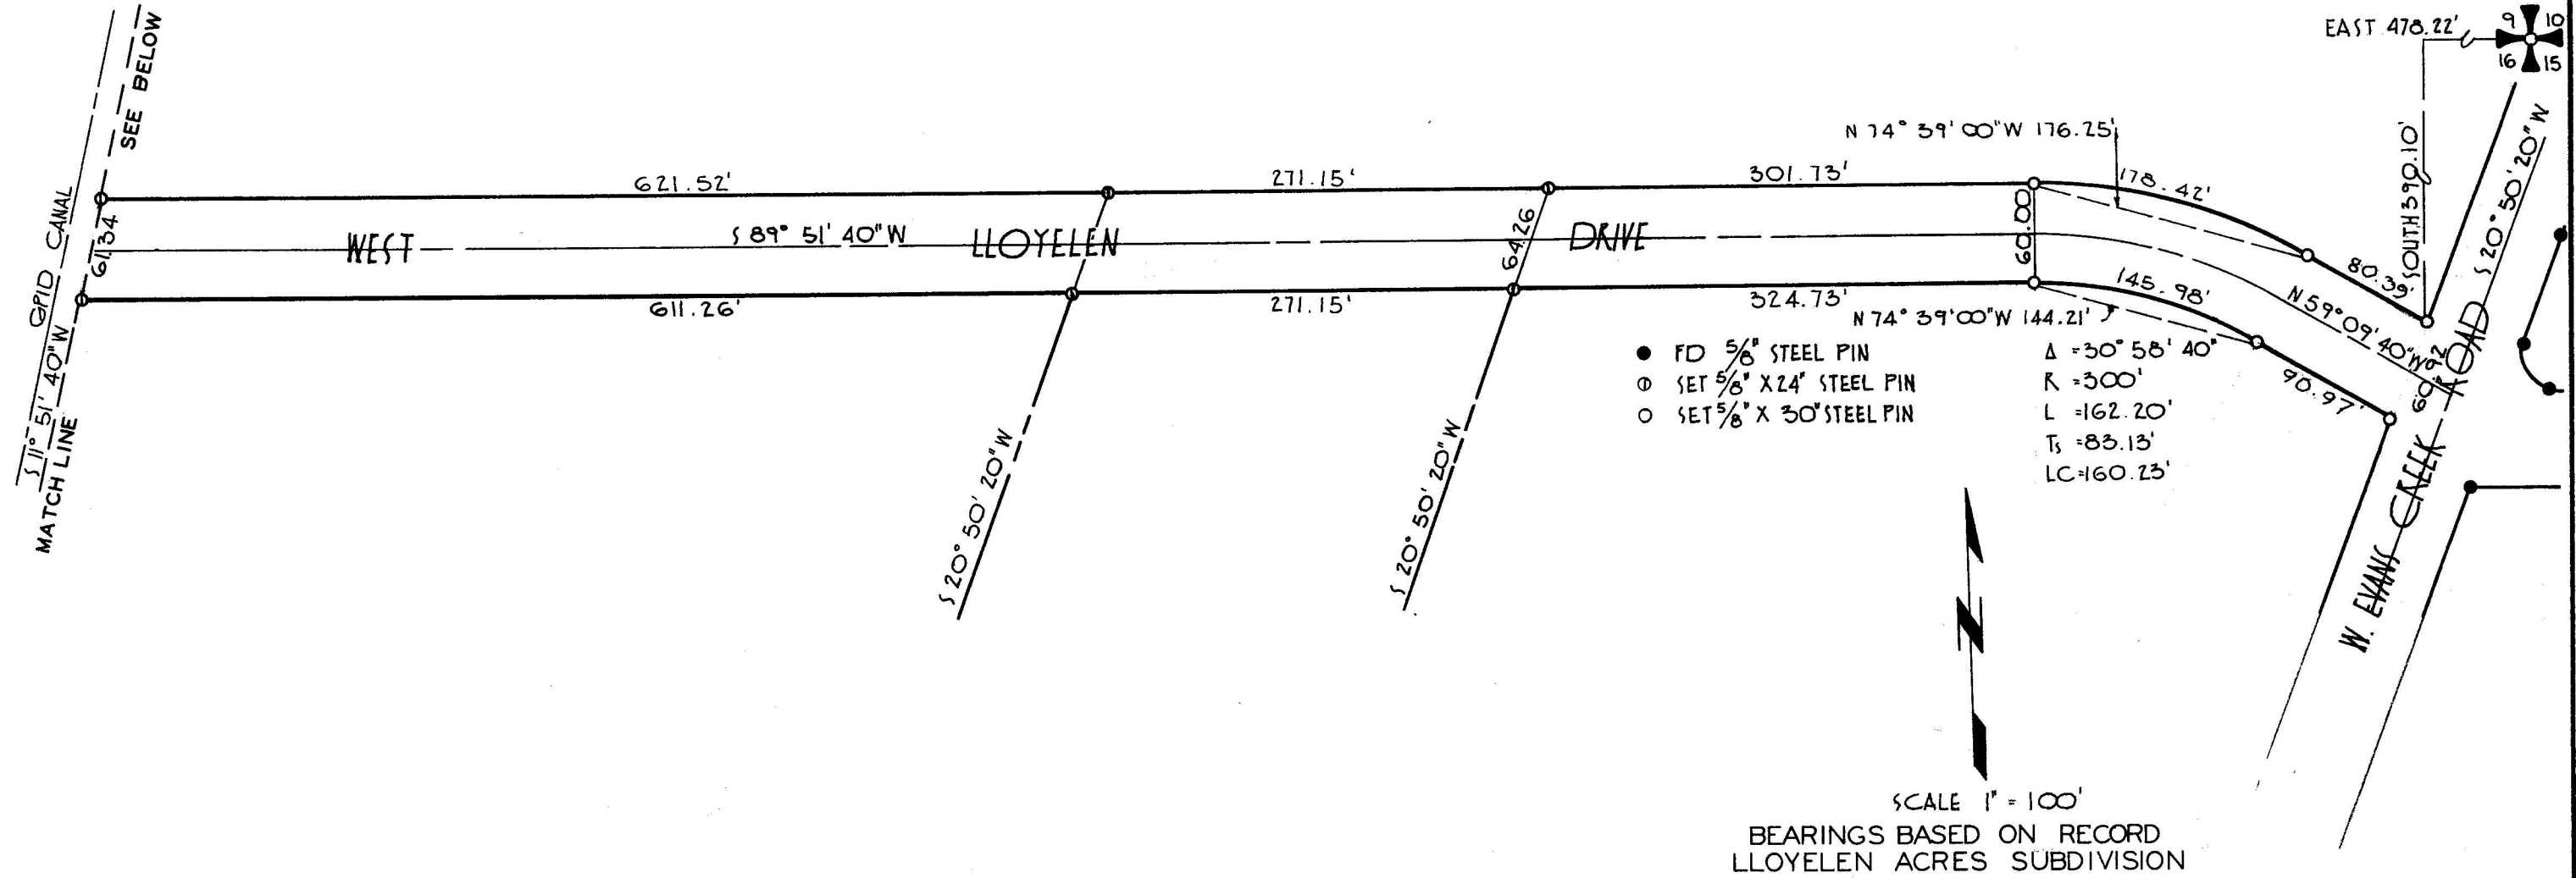 EAST 478.22'
9 10
16 15
SEE BELOW
N 74° 39' 00" W 176.25'
621.52'
271.15'
301.73'
178.42'
SOUTH 390.10'
S 20° 50' 20" W
GPID CANAL
61.34
WEST
S 89° 51' 40" W
LLOYELEN
64.26
DRIVE
60.00
80.39'
611.26'
271.15'
324.73'
145.98'
N 59° 09' 40" W
60.92
N 74° 39' 00" W 144.21'
90.97'
S 11° 51' 40" W
MATCH LINE
FD 5/8" STEEL PIN
SET 5/8" X 24" STEEL PIN
SET 5/8" X 30" STEEL PIN
Δ = 30° 58' 40"
R = 300'
L = 162.20'
Ts = 83.13'
LC = 160.23'
S 20° 50' 20" W
S 20° 50' 20" W
W. EVANS CREEK ROAD
N
SCALE 1" = 100'
BEARINGS BASED ON RECORD
LLOYELEN ACRES SUBDIVISION